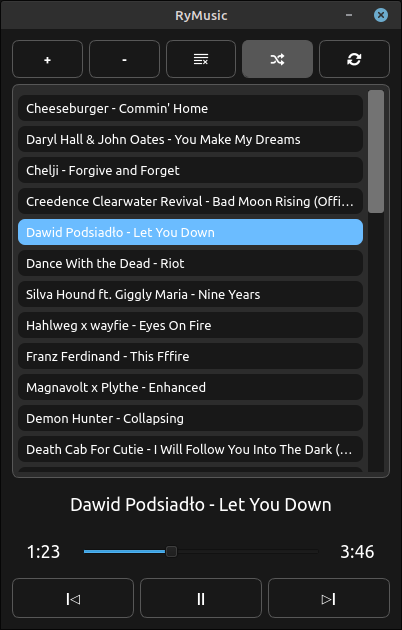 RyMusic
+
-
Cheeseburger - Commin' Home
Daryl Hall & John Oates - You Make My Dreams
Chelji - Forgive and Forget
Creedence Clearwater Revival - Bad Moon Rising (Offi...
Dawid Podsiadło - Let You Down
Dance With the Dead - Riot
Silva Hound ft. Giggly Maria - Nine Years
Hahlweg x wayfie - Eyes On Fire
Franz Ferdinand - This Fffire
Magnavolt x Plythe - Enhanced
Demon Hunter - Collapsing
Death Cab For Cutie - I Will Follow You Into The Dark (...
Dawid Podsiadło - Let You Down
1:23 3:46